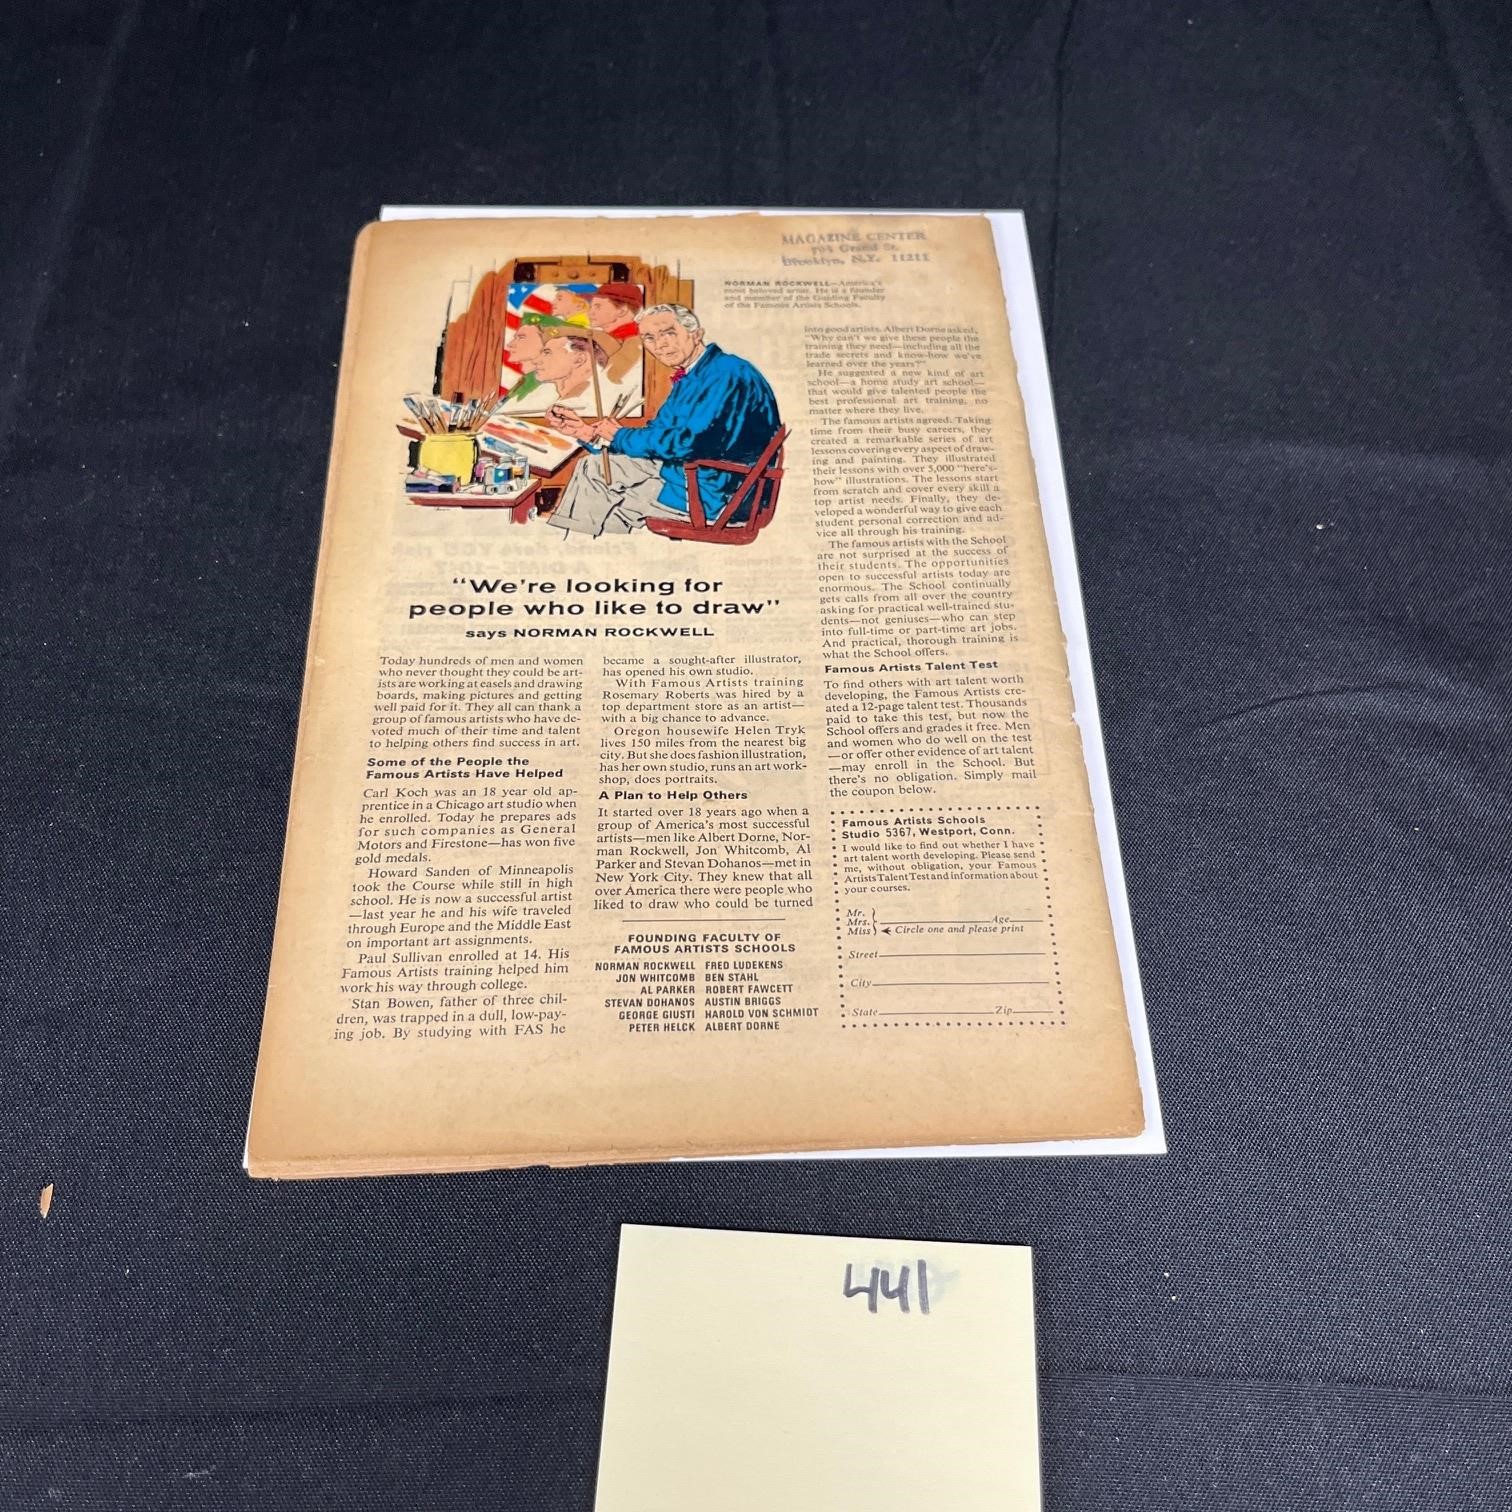 MAGAZINE CENTER
Grand St.
Brooklyn, N.Y. 11211
NORMAN ROCKWELL—America's
most beloved artist. He is a founder
and member of the Guiding Faculty
of the Famous Artists Schools.
"We're looking for
people who like to draw"
says NORMAN ROCKWELL
Today hundreds of men and women
who never thought they could be art-
ists are working at easels and drawing
boards, making pictures and getting
well paid for it. They all can thank a
group of famous artists who have de-
voted much of their time and talent
to helping others find success in art.
Some of the People the
Famous Artists Have Helped
Carl Koch was an 18 year old ap-
prentice in a Chicago art studio when
he enrolled. Today he prepares ads
for such companies as General
Motors and Firestone—has won five
gold medals.
Howard Sanden of Minneapolis
took the Course while still in high
school. He is now a successful artist
—last year he and his wife traveled
through Europe and the Middle East
on important art assignments.
Paul Sullivan enrolled at 14. His
Famous Artists training helped him
work his way through college.
Stan Bowen, father of three chil-
dren, was trapped in a dull, low-pay-
ing job. By studying with FAS he
became a sought-after illustrator,
has opened his own studio.
With Famous Artists training
Rosemary Roberts was hired by a
top department store as an artist—
with a big chance to advance.
Oregon housewife Helen Tryk
lives 150 miles from the nearest big
city. But she does fashion illustration,
has her own studio, runs an art work-
shop, does portraits.
A Plan to Help Others
It started over 18 years ago when a
group of America's most successful
artists—men like Albert Dorne, Nor-
man Rockwell, Jon Whitcomb, Al
Parker and Stevan Dohanos—met in
New York City. They knew that all
over America there were people who
liked to draw who could be turned
into good artists. Albert Dorne asked,
"Why can't we give these people the
training they need—including all the
trade secrets and know-how we've
learned over the years?"
He suggested a new kind of art
school—a home study art school—
that would give talented people the
best professional art training, no
matter where they live.
The famous artists agreed. Taking
time from their busy careers, they
created a remarkable series of art
lessons covering every aspect of draw-
ing and painting. They illustrated
their lessons with over 5,000 "here's-
how" illustrations. The lessons start
from scratch and cover every skill a
top artist needs. Finally, they de-
veloped a wonderful way to give each
student personal correction and ad-
vice all through his training.
The famous artists with the School
are not surprised at the success of
their students. The opportunities
open to successful artists today are
enormous. The School continually
gets calls from all over the country
asking for practical well-trained stu-
dents—not geniuses—who can step
into full-time or part-time art jobs.
And practical, thorough training is
what the School offers.
Famous Artists Talent Test
To find others with art talent worth
developing, the Famous Artists cre-
ated a 12-page talent test. Thousands
paid to take this test, but now the
School offers and grades it free. Men
and women who do well on the test
—or offer other evidence of art talent
—may enroll in the School. But
there's no obligation. Simply mail
the coupon below.
FOUNDING FACULTY OF
FAMOUS ARTISTS SCHOOLS
NORMAN ROCKWELL FRED LUDEKENS
JON WHITCOMB BEN STAHL
AL PARKER ROBERT FAWCETT
STEVAN DOHANOS AUSTIN BRIGGS
GEORGE GIUSTI HAROLD VON SCHMIDT
PETER HELCK ALBERT DORNE
Famous Artists Schools
Studio 5367, Westport, Conn.
I would like to find out whether I have
art talent worth developing. Please send
me, without obligation, your Famous
Artists Talent Test and information about
your courses.
Mr.
Mrs. Age
Miss Circle one and please print
Street
City
State Zip
441